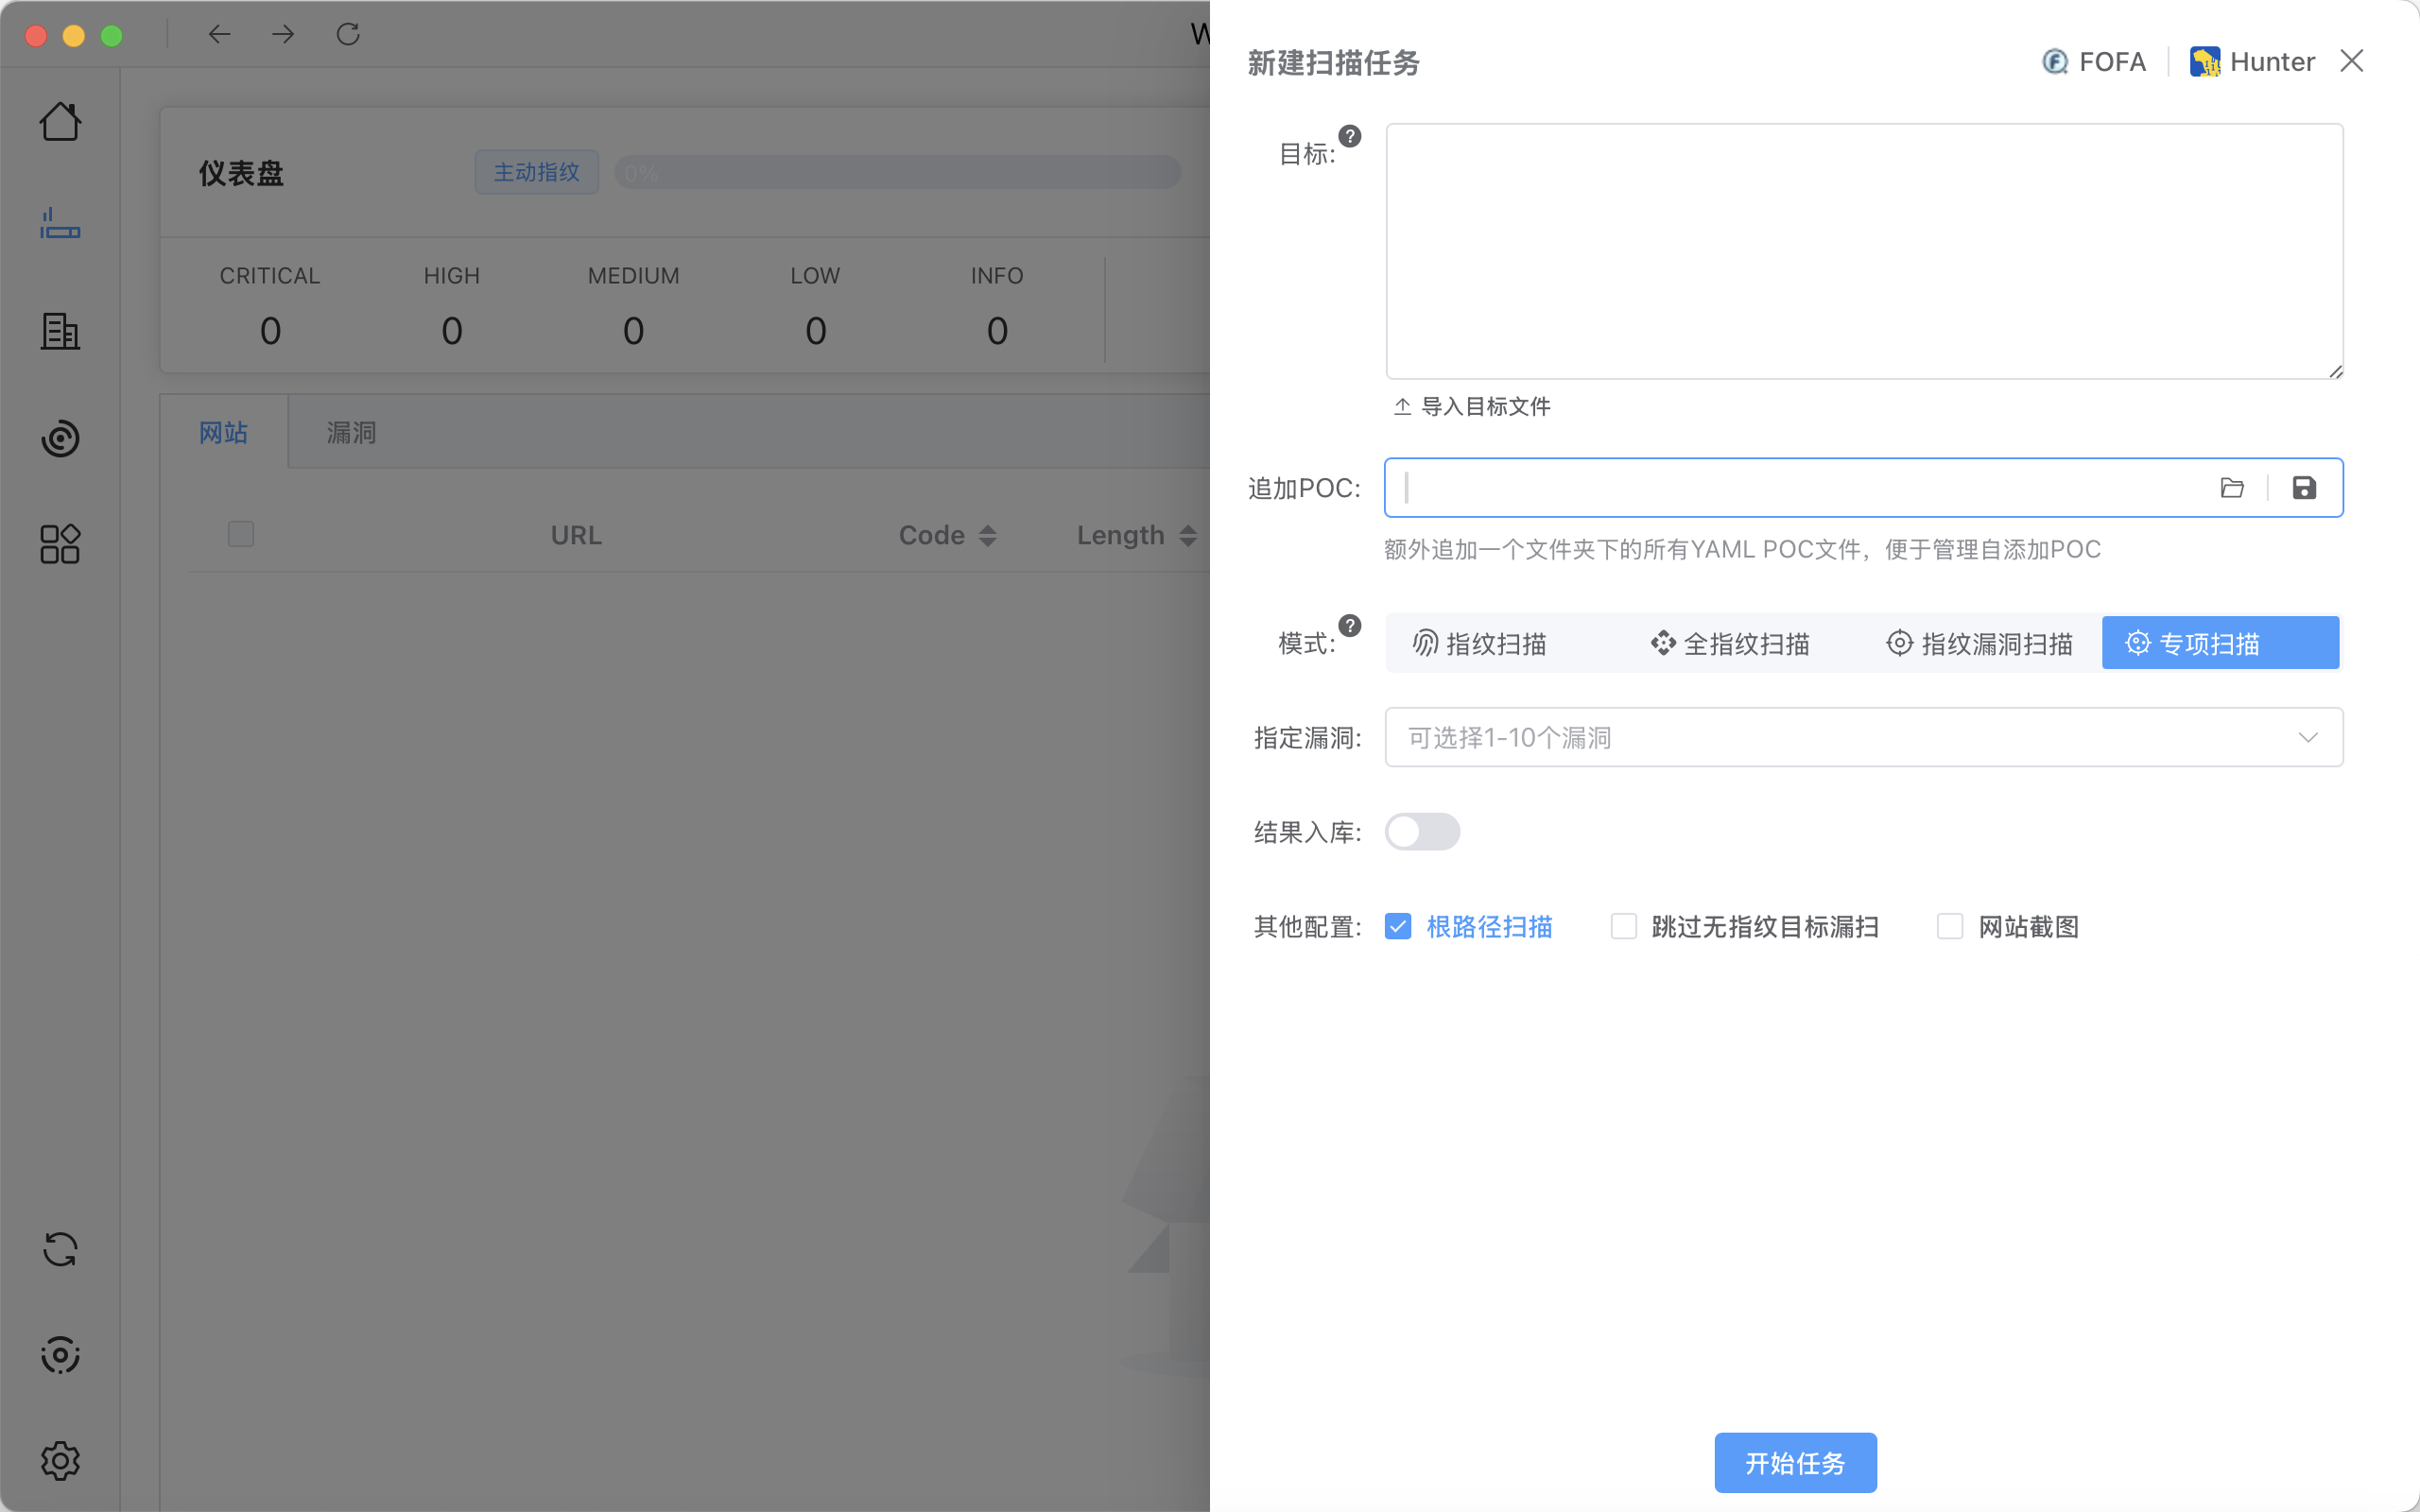 W
新建扫描任务
FOFA
Hunter
仪表盘
主动指纹
0%
CRITICAL HIGH MEDIUM LOW INFO
0 0 0 0 0
网站
漏洞
URL Code Length
目标:
导入目标文件
追加POC:
额外追加一个文件夹下的所有YAML POC文件，便于管理自添加POC
模式:
指纹扫描 全指纹扫描 指纹漏洞扫描 专项扫描
指定漏洞: 可选择1-10个漏洞
结果入库:
其他配置: 根路径扫描 跳过无指纹目标漏扫 网站截图
开始任务